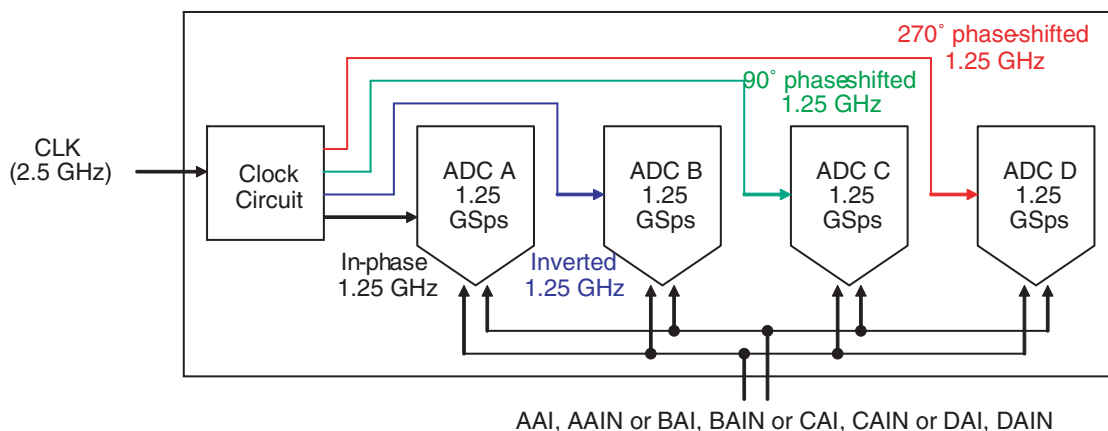 270° phase-shifted
1.25 GHz
90° phase-shifted
1.25 GHz
CLK
(2.5 GHz)
Clock
Circuit
ADC A
1.25
GSps
ADC B
1.25
GSps
ADC C
1.25
GSps
ADC D
1.25
GSps
In-phase
1.25 GHz
Inverted
1.25 GHz
AAI, AAIN or BAI, BAIN or CAI, CAIN or DAI, DAIN